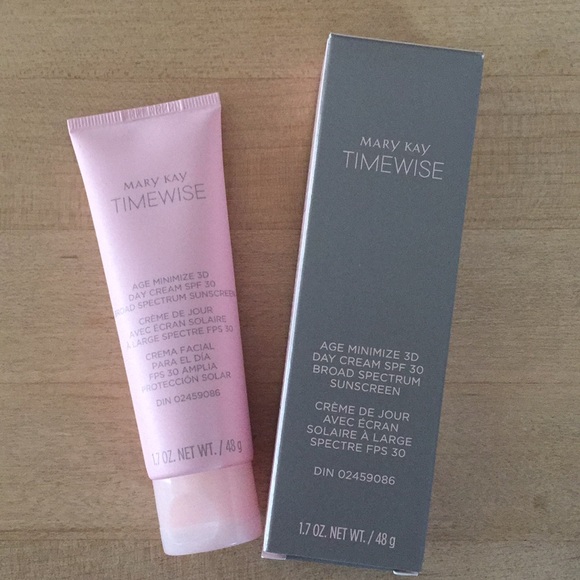 MARY KAY
TIMEWISE
AGE MINIMIZE 3D
DAY CREAM SPF 30
BROAD SPECTRUM SUNSCREEN
CRÈME DE JOUR
AVEC ÉCRAN SOLAIRE
À LARGE SPECTRE FPS 30
CREMA FACIAL
PARA EL DÍA
FPS 30 AMPLIA
PROTECCIÓN SOLAR
DIN 02459086
1.7 OZ. NET WT. / 48 g
MARY KAY
TIMEWISE
AGE MINIMIZE 3D
DAY CREAM SPF 30
BROAD SPECTRUM
SUNSCREEN
CRÈME DE JOUR
AVEC ÉCRAN
SOLAIRE À LARGE
SPECTRE FPS 30
DIN 02459086
1.7 OZ. NET WT. / 48 g